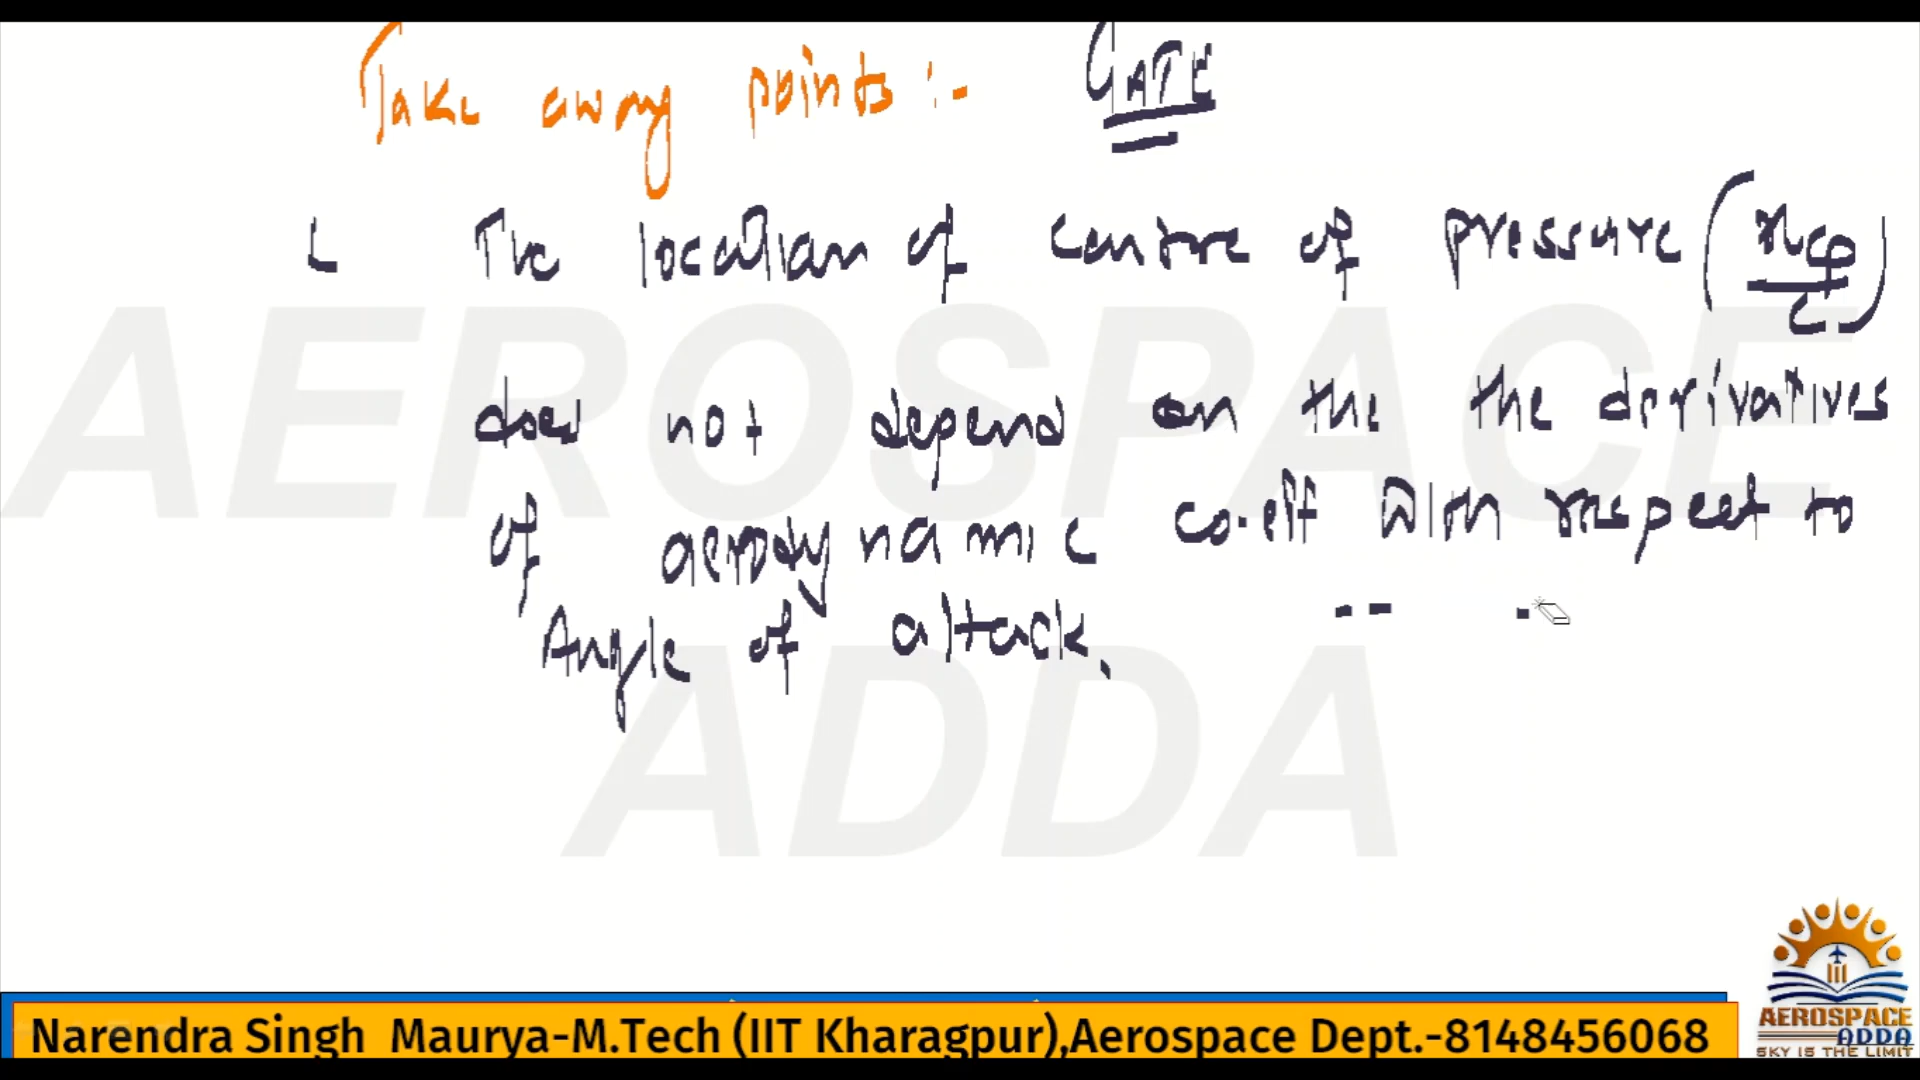 Take away points :- GATE
1. The location of centre of pressure (xcp/c)
does not depend on the the derivatives
of aerodynamic co.eff with respect to
Angle of attack.
AEROSPACE
ADDA
Narendra Singh Maurya-M.Tech (IIT Kharagpur),Aerospace Dept.-8148456068
AEROSPACE
ADDA
SKY IS THE LIMIT